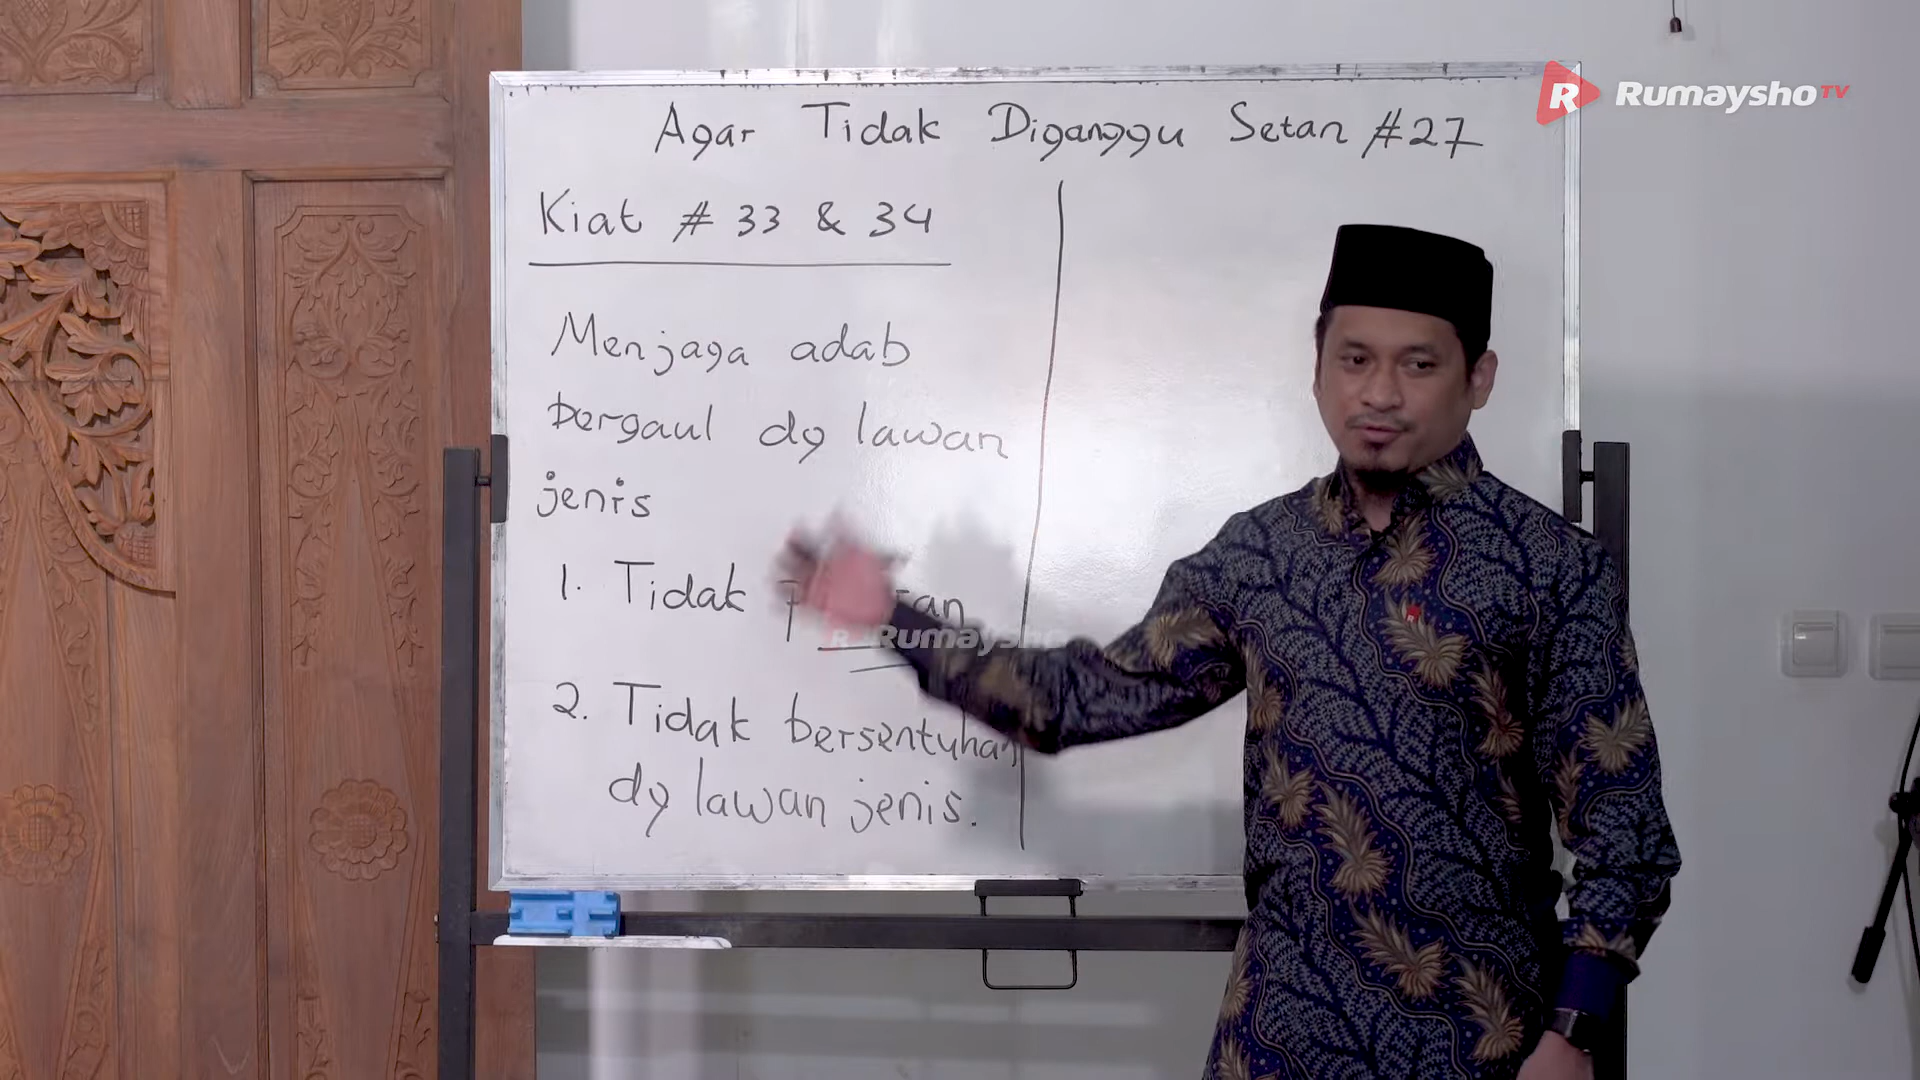 Rumaysho TV
Agar Tidak Diganggu Setan #27
Kiat # 33 & 34
Menjaga adab
bergaul dg lawan
jenis
1. Tidak
Rumaysho
2. Tidak bersentuhan
dg lawan jenis.